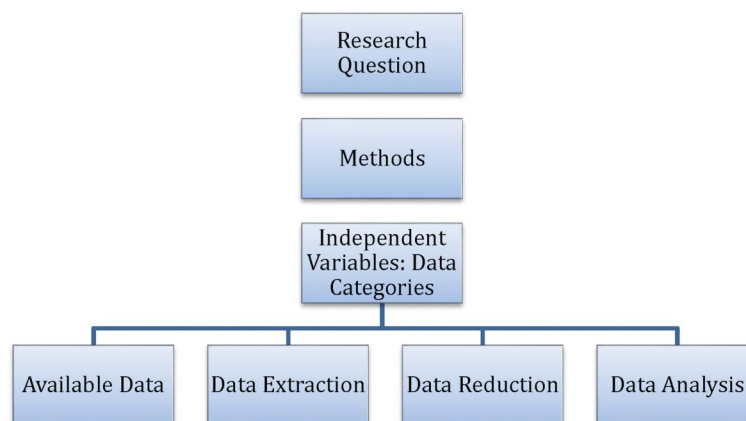 Research
Question
Methods
Independent
Variables: Data
Categories
Available Data
Data Extraction
Data Reduction
Data Analysis